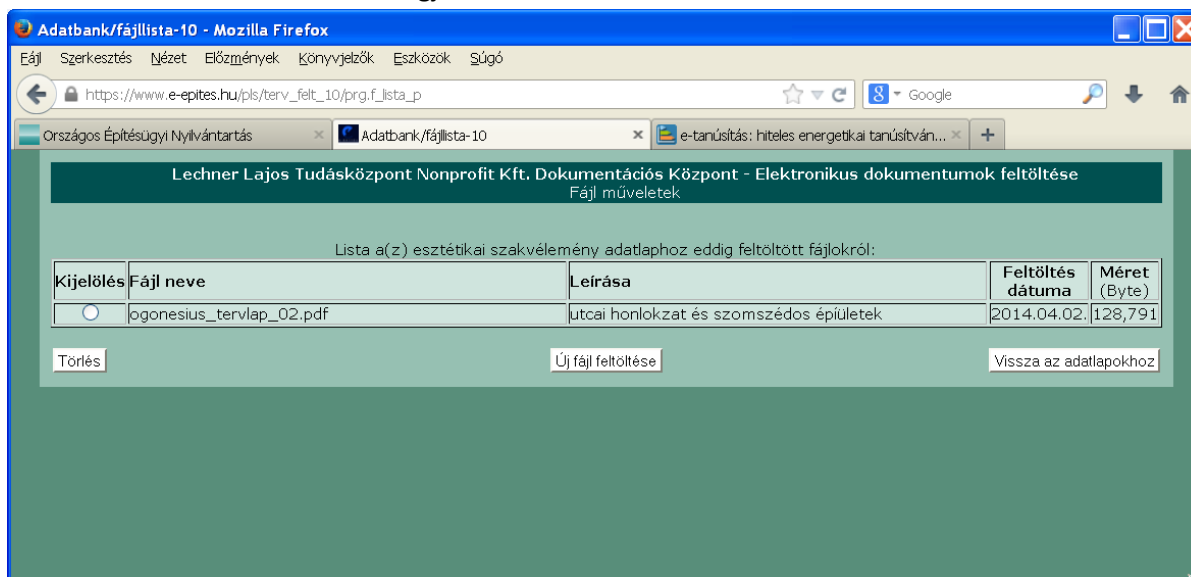 Adatbank/fájllista-10 - Mozilla Firefox
Fájl Szerkesztés Nézet Előzmények Könyvjelzők Eszközök Súgó
https://www.e-epites.hu/pls/terv_felt_10/prg.f_lista_p
Google
Országos Építésügyi Nyilvántartás
Adatbank/fájllista-10
e-tanúsítás: hiteles energetikai tanúsítván...
Lechner Lajos Tudásközpont Nonprofit Kft. Dokumentációs Központ - Elektronikus dokumentumok feltöltése
Fájl műveletek
Lista a(z) esztétikai szakvélemény adatlaphoz eddig feltöltött fájlokról:
Kijelölés Fájl neve Leírása Feltöltés dátuma Méret (Byte)
ogonesius_tervlap_02.pdf utcai honlokzat és szomszédos épíületek 2014.04.02. 128,791
Törlés Új fájl feltöltése Vissza az adatlapokhoz